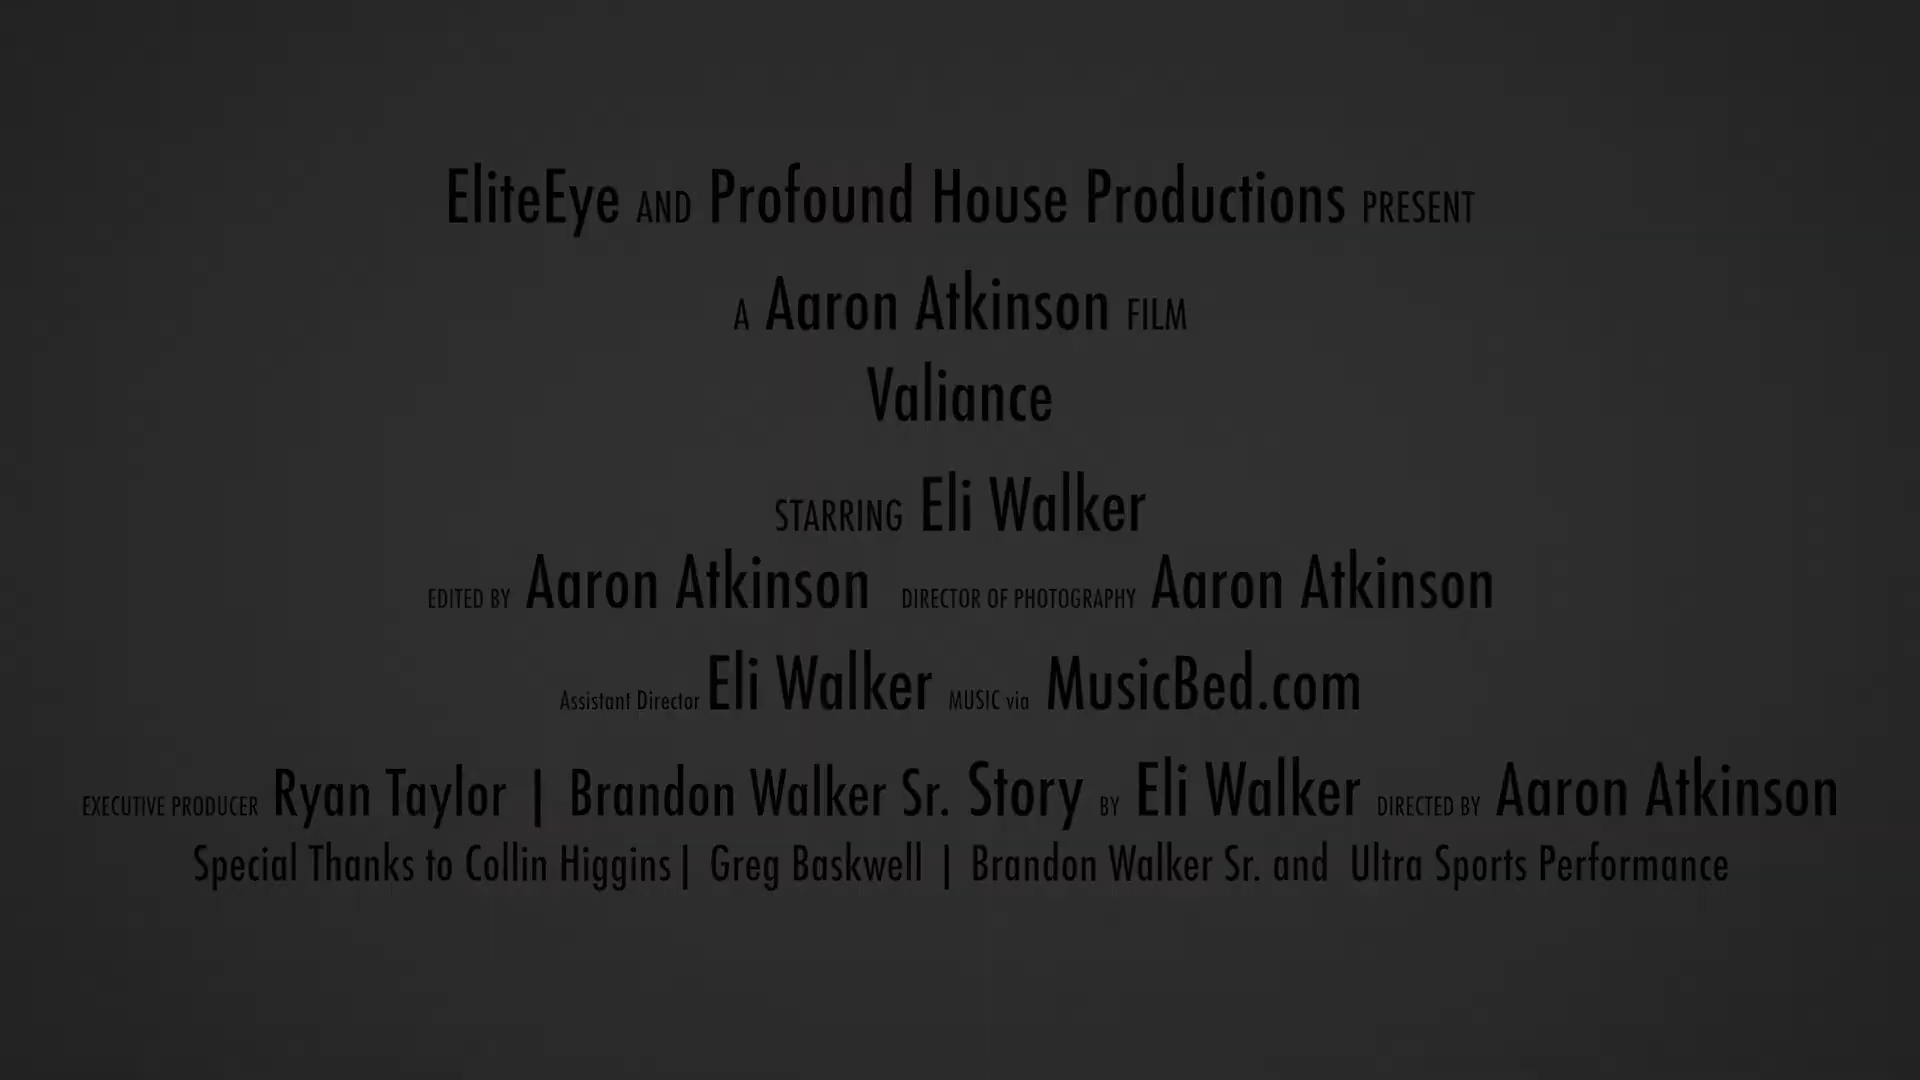 EliteEye AND Profound House Productions PRESENT
A Aaron Atkinson FILM
Valiance
STARRING Eli Walker
EDITED BY Aaron Atkinson DIRECTOR OF PHOTOGRAPHY Aaron Atkinson
Assistant Director Eli Walker MUSIC via MusicBed.com
EXECUTIVE PRODUCER Ryan Taylor | Brandon Walker Sr. Story BY Eli Walker DIRECTED BY Aaron Atkinson
Special Thanks to Collin Higgins| Greg Baskwell | Brandon Walker Sr. and Ultra Sports Performance